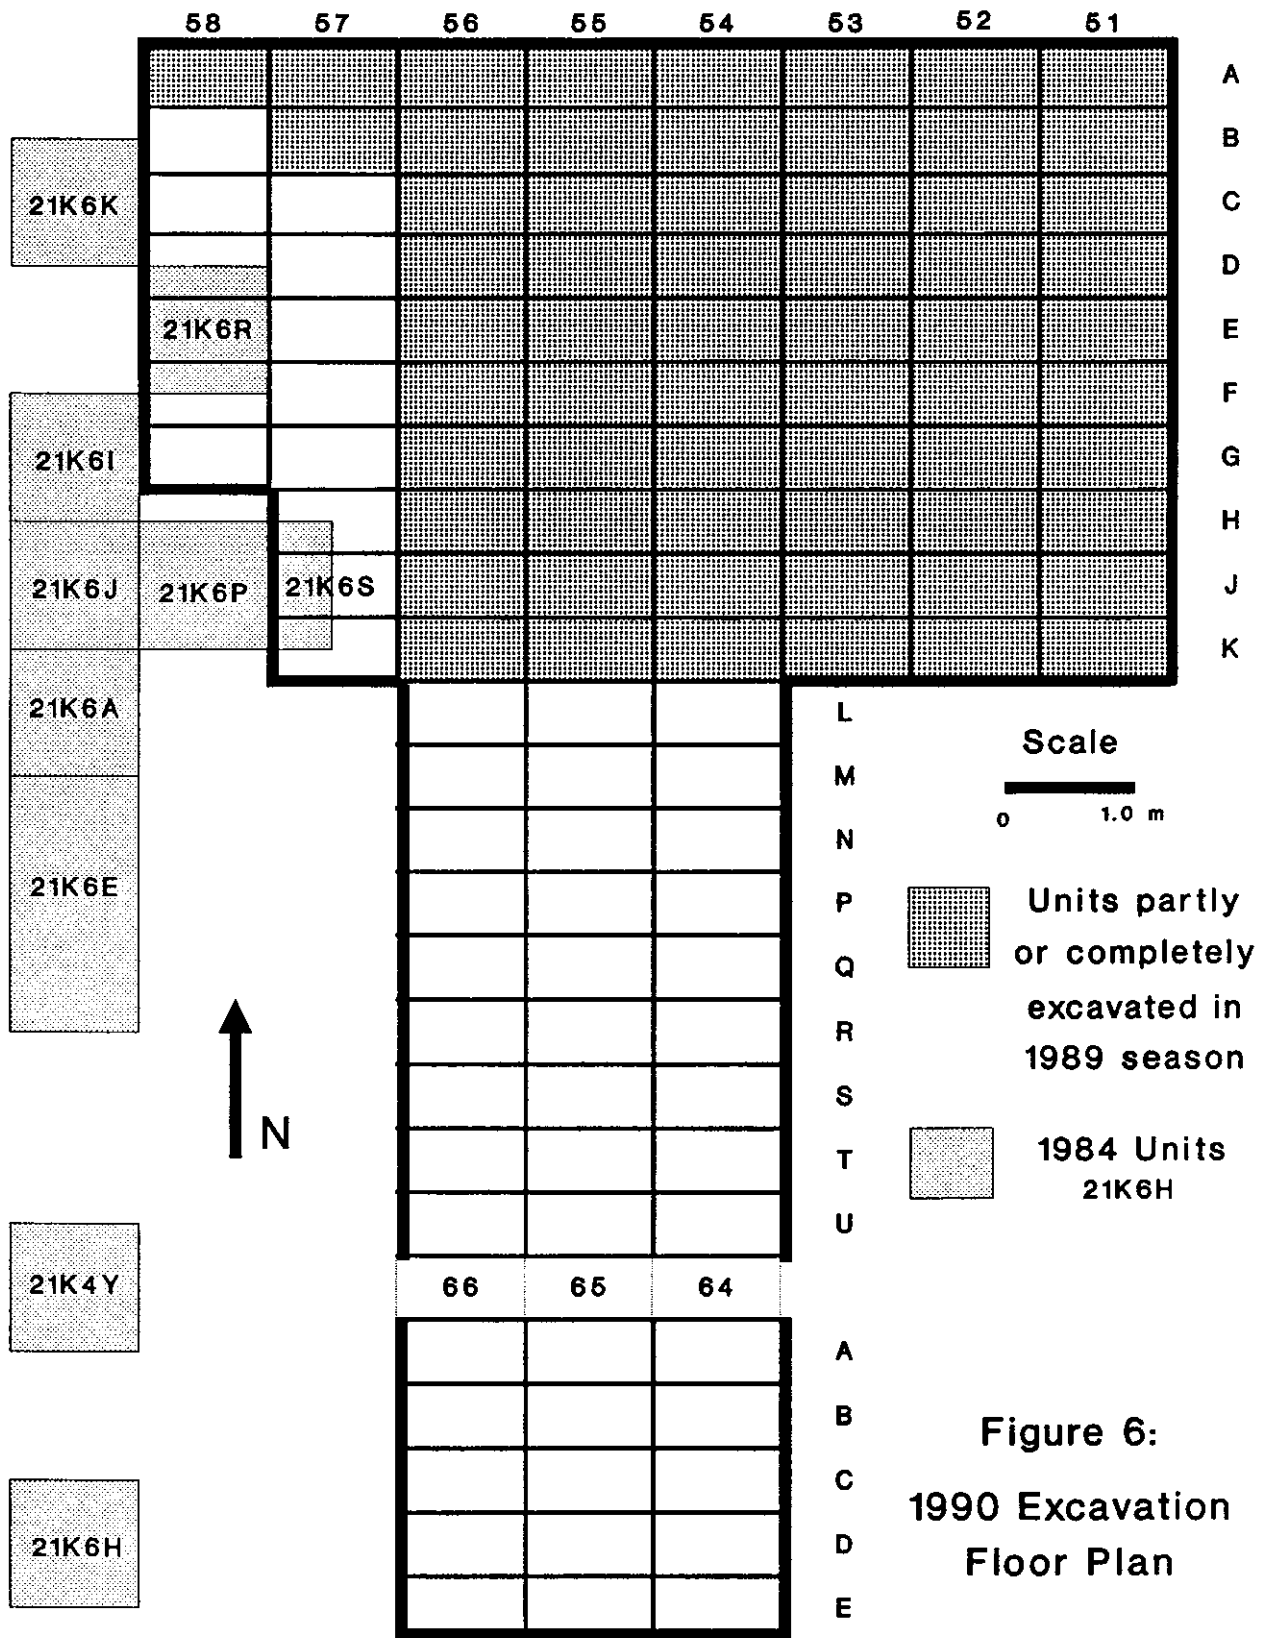 58 57 56 55 54 53 52 51
A
B
21K6K
C
D
21K6R
E
F
21K6I
G
H
21K6J 21K6P 21K6S
J
K
21K6A
L
Scale
M
0 1.0 m
N
21K6E
P
Units partly
or completely
excavated in
1989 season
Q
R
S
N
T
1984 Units
21K6H
U
21K4Y
66 65 64
A
B
C
D
E
21K6H
Figure 6:
1990 Excavation
Floor Plan